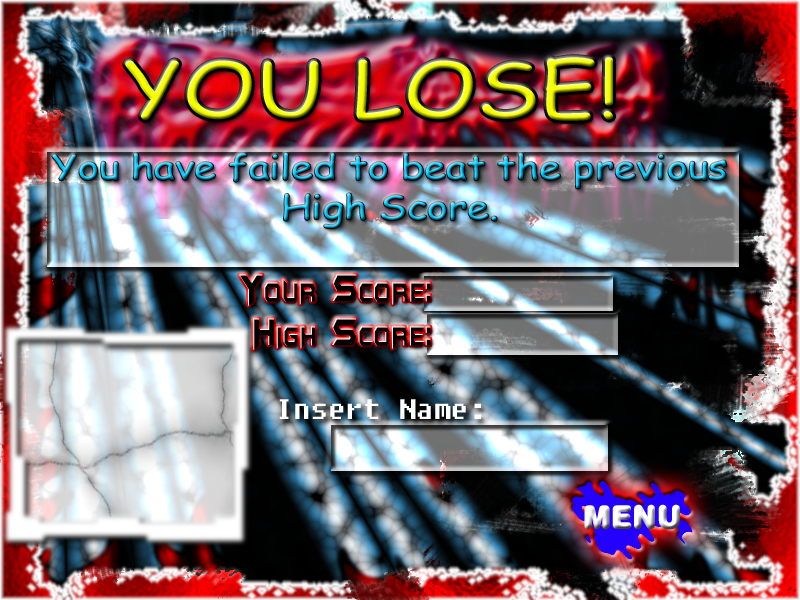 YOU LOSE!
You have failed to beat the previous
High Score.
Your Score:
High Score:
Insert Name:
MENU